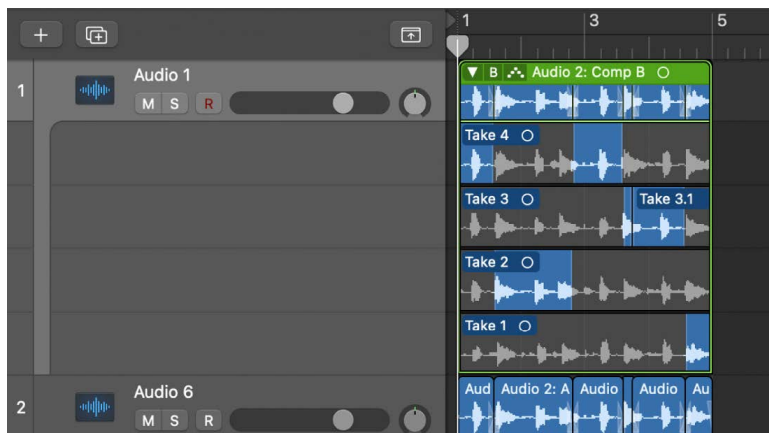 1 3 5
1 Audio 1
M S R
B Audio 2: Comp B
Take 4
Take 3 Take 3.1
Take 2
Take 1
2 Audio 6
M S R
Aud Audio 2: A Audio Audio Au